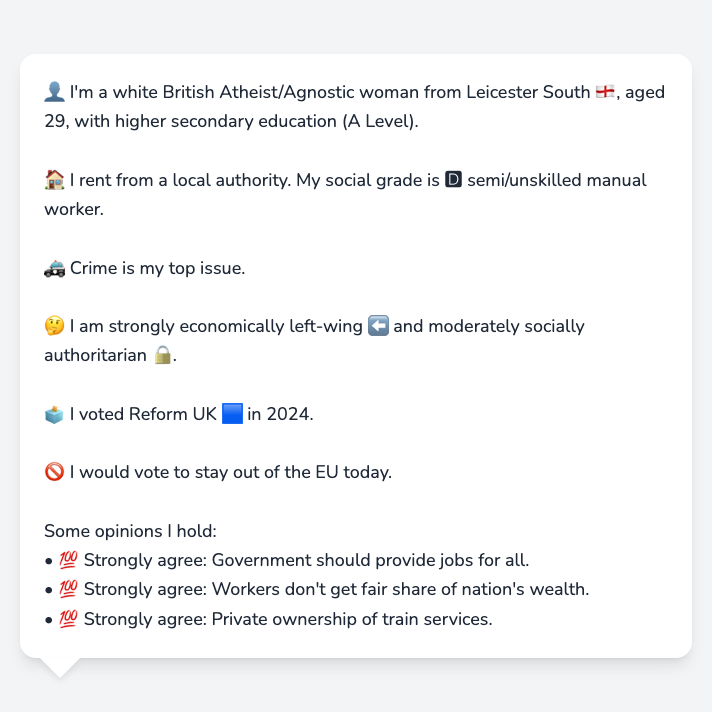 👤 I'm a white British Atheist/Agnostic woman from Leicester South 🏴󠁧󠁢󠁥󠁮󠁧󠁿, aged
29, with higher secondary education (A Level).
🏠 I rent from a local authority. My social grade is 🅳 semi/unskilled manual
worker.
🚓 Crime is my top issue.
🤔 I am strongly economically left-wing ⬅️ and moderately socially
authoritarian 🔒.
🗳️ I voted Reform UK 🟦 in 2024.
🚫 I would vote to stay out of the EU today.
Some opinions I hold:
• 💯 Strongly agree: Government should provide jobs for all.
• 💯 Strongly agree: Workers don't get fair share of nation's wealth.
• 💯 Strongly agree: Private ownership of train services.